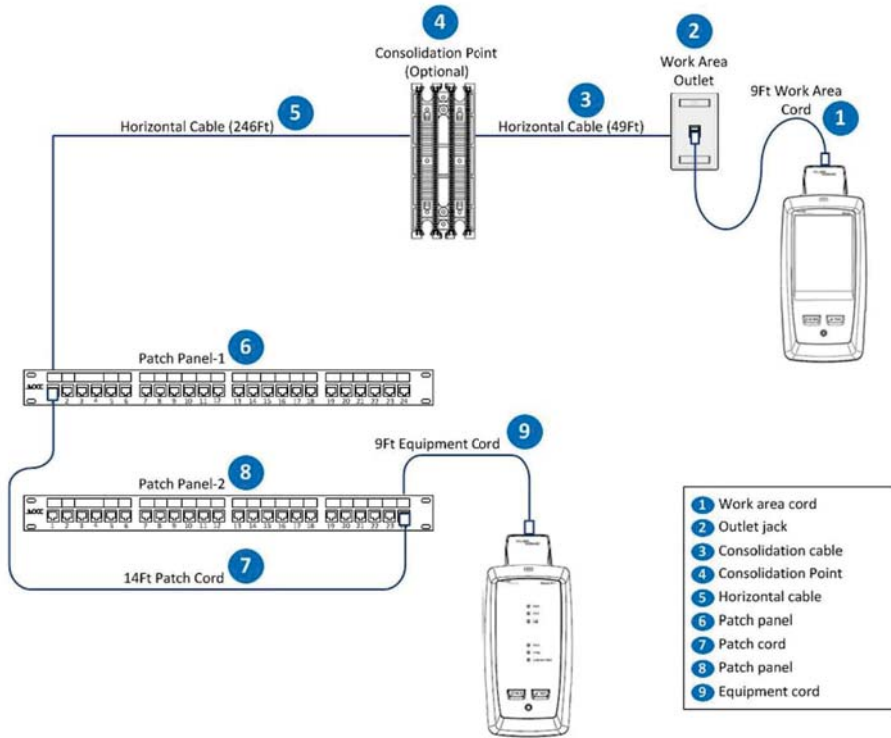 4
Consolidation Point
(Optional)
2
Work Area
Outlet
5
Horizontal Cable (246Ft)
3
Horizontal Cable (49Ft)
9Ft Work Area
Cord
1
Patch Panel-1
6
2 3 4 5 6 7 8 9 10 11 12 13 14 15 16 17 18 19 20 21 22 23 24
9Ft Equipment Cord
9
Patch Panel-2
8
1 2 3 4 5 6 7 8 9 10 11 12 13 14 15 16 17 18 19 20 21 22 23
14Ft Patch Cord
7
1 Work area cord
2 Outlet jack
3 Consolidation cable
4 Consolidation Point
5 Horizontal cable
6 Patch panel
7 Patch cord
8 Patch panel
9 Equipment cord